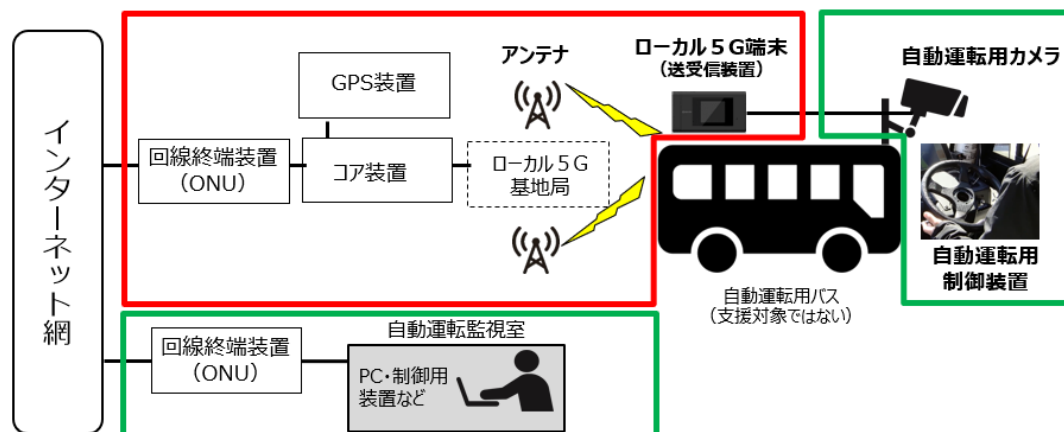 インターネット網
GPS装置
回線終端装置
（ONU）
コア装置
アンテナ
ローカル５G
基地局
ローカル５G端末
（送受信装置）
自動運転用カメラ
自動運転用
制御装置
自動運転用バス
（支援対象ではない）
回線終端装置
（ONU）
自動運転監視室
PC・制御用
装置など